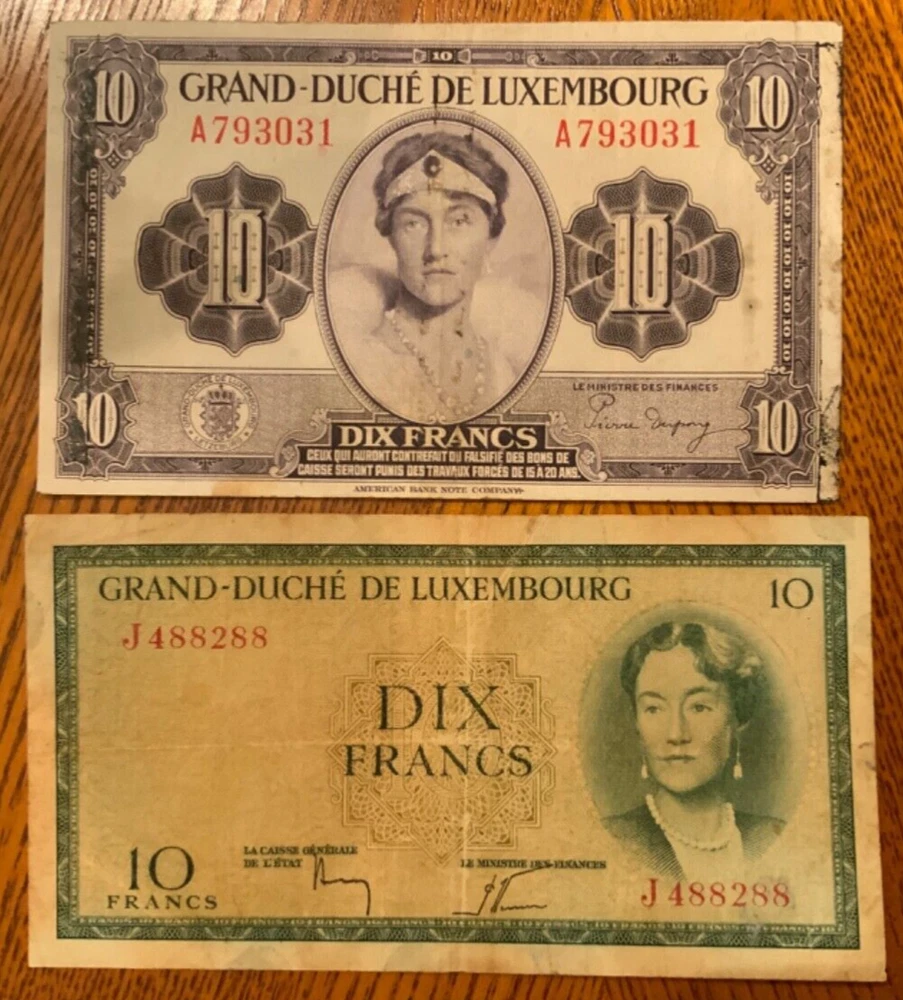 10
10 GRAND-DUCHÉ DE LUXEMBOURG 10
A793031 A793031
10 10
10 10
LE MINISTRE DES FINANCES
Pierre Dupong
DIX FRANCS
CEUX QUI AURONT CONTREFAIT OU FALSIFIÉ DES BONS DE
CAISSE SERONT PUNIS DES TRAVAUX FORCÉS DE 15 À 20 ANS.
AMERICAN BANK NOTE COMPANY
GRAND-DUCHÉ DE LUXEMBOURG 10
J488288
DIX
FRANCS
LA CAISSE GÉNÉRALE
DE L'ÉTAT
LE MINISTRE DES FINANCES
10
FRANCS
J488288